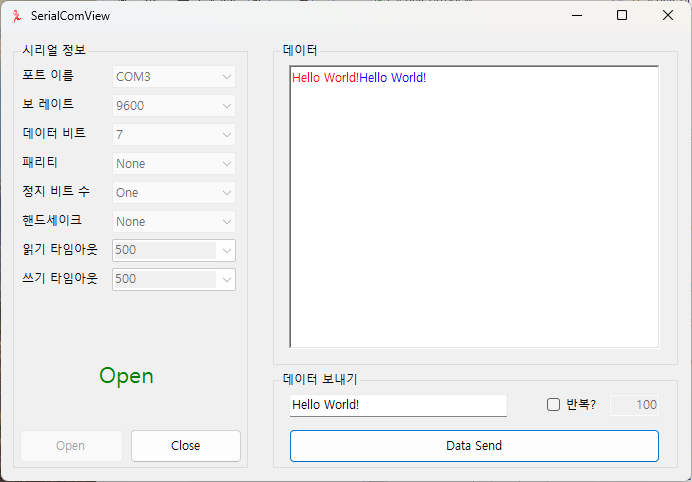 SerialComView
시리얼 정보
포트 이름 COM3
보 레이트 9600
데이터 비트 7
패리티 None
정지 비트 수 One
핸드세이크 None
읽기 타임아웃 500
쓰기 타임아웃 500
Open
Open Close
데이터
Hello World!Hello World!
데이터 보내기
Hello World! 반복? 100
Data Send